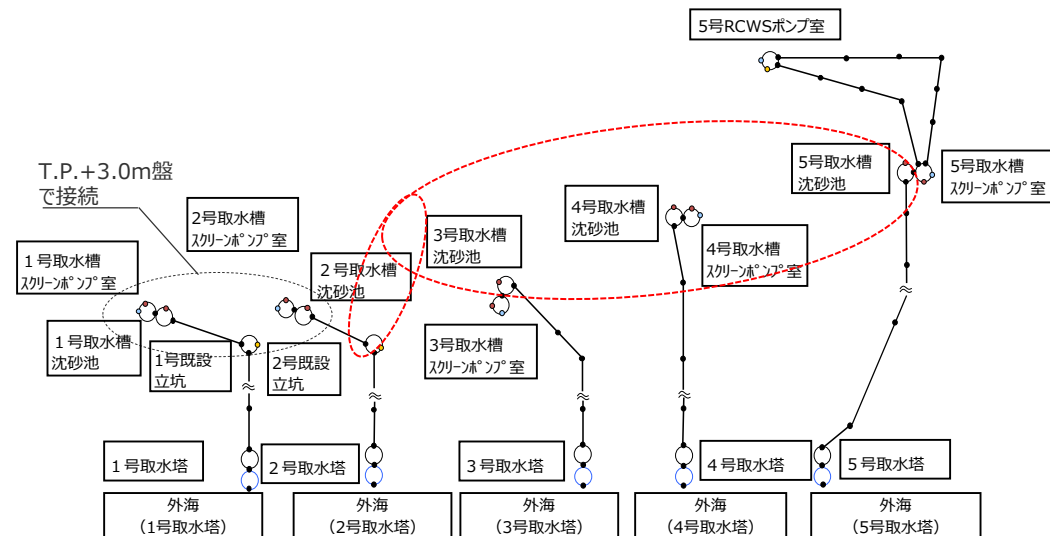 5号RCWSポンプ室
T.P.+3.0m盤
で接続
5号取水槽
沈砂池
5号取水槽
スクリーンポンプ室
2号取水槽
スクリーンポンプ室
4号取水槽
沈砂池
3号取水槽
沈砂池
4号取水槽
スクリーンポンプ室
1号取水槽
スクリーンポンプ室
2号取水槽
沈砂池
1号取水槽
沈砂池
1号既設
立坑
2号既設
立坑
3号取水槽
スクリーンポンプ室
1号取水塔
2号取水塔
3号取水塔
4号取水塔
5号取水塔
外海
(1号取水塔)
外海
(2号取水塔)
外海
(3号取水塔)
外海
(4号取水塔)
外海
(5号取水塔)